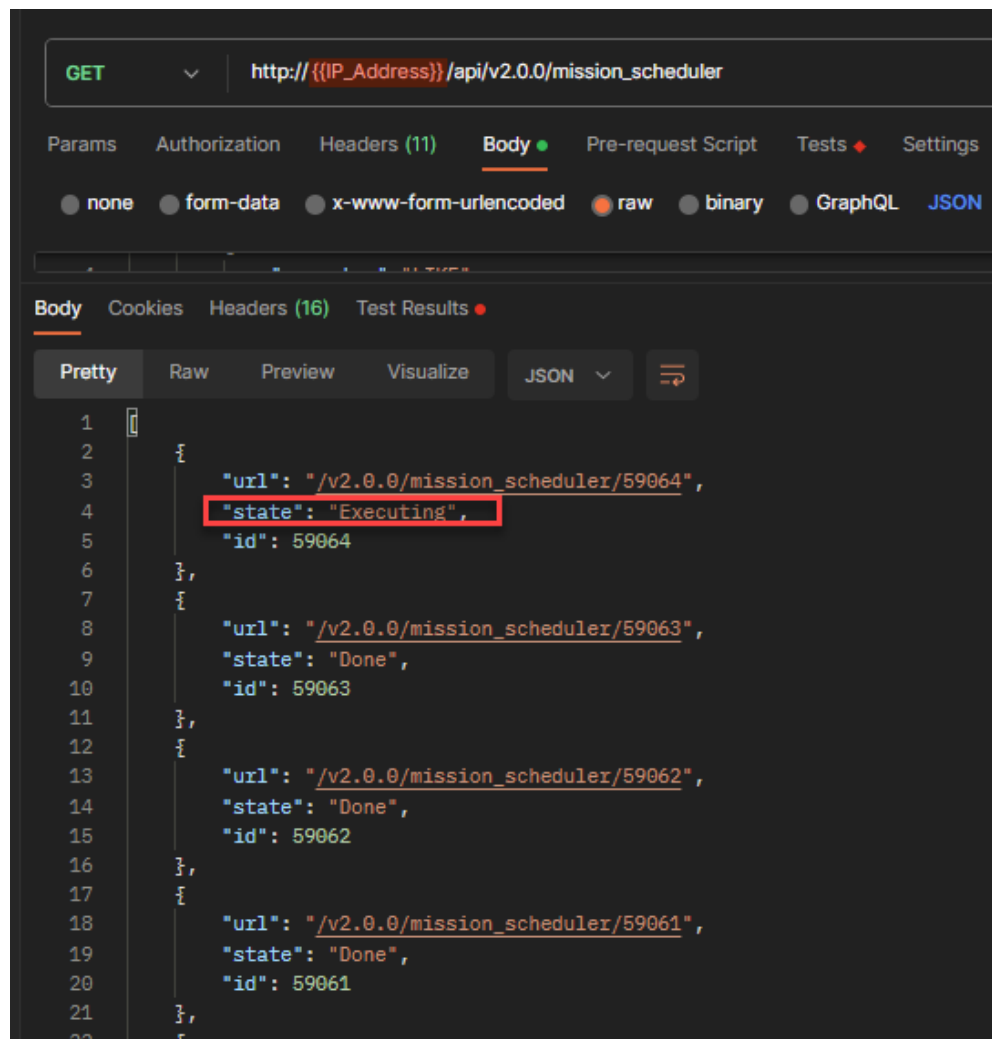 GET http://{{IP_Address}}/api/v2.0.0/mission_scheduler
Params Authorization Headers (11) Body Pre-request Script Tests Settings
none form-data x-www-form-urlencoded raw binary GraphQL JSON
Body Cookies Headers (16) Test Results
Pretty Raw Preview Visualize JSON
1 [
2 {
3 "url": "/v2.0.0/mission_scheduler/59064",
4 "state": "Executing",
5 "id": 59064
6 },
7 {
8 "url": "/v2.0.0/mission_scheduler/59063",
9 "state": "Done",
10 "id": 59063
11 },
12 {
13 "url": "/v2.0.0/mission_scheduler/59062",
14 "state": "Done",
15 "id": 59062
16 },
17 {
18 "url": "/v2.0.0/mission_scheduler/59061",
19 "state": "Done",
20 "id": 59061
21 },